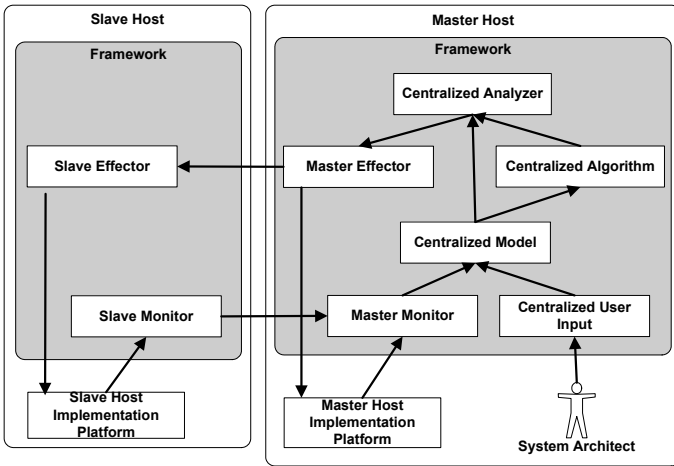 Slave Host
Framework
Slave Effector
Slave Monitor
Slave Host
Implementation
Platform
Master Host
Framework
Centralized Analyzer
Master Effector
Centralized Algorithm
Centralized Model
Master Monitor
Centralized User
Input
Master Host
Implementation
Platform
System Architect